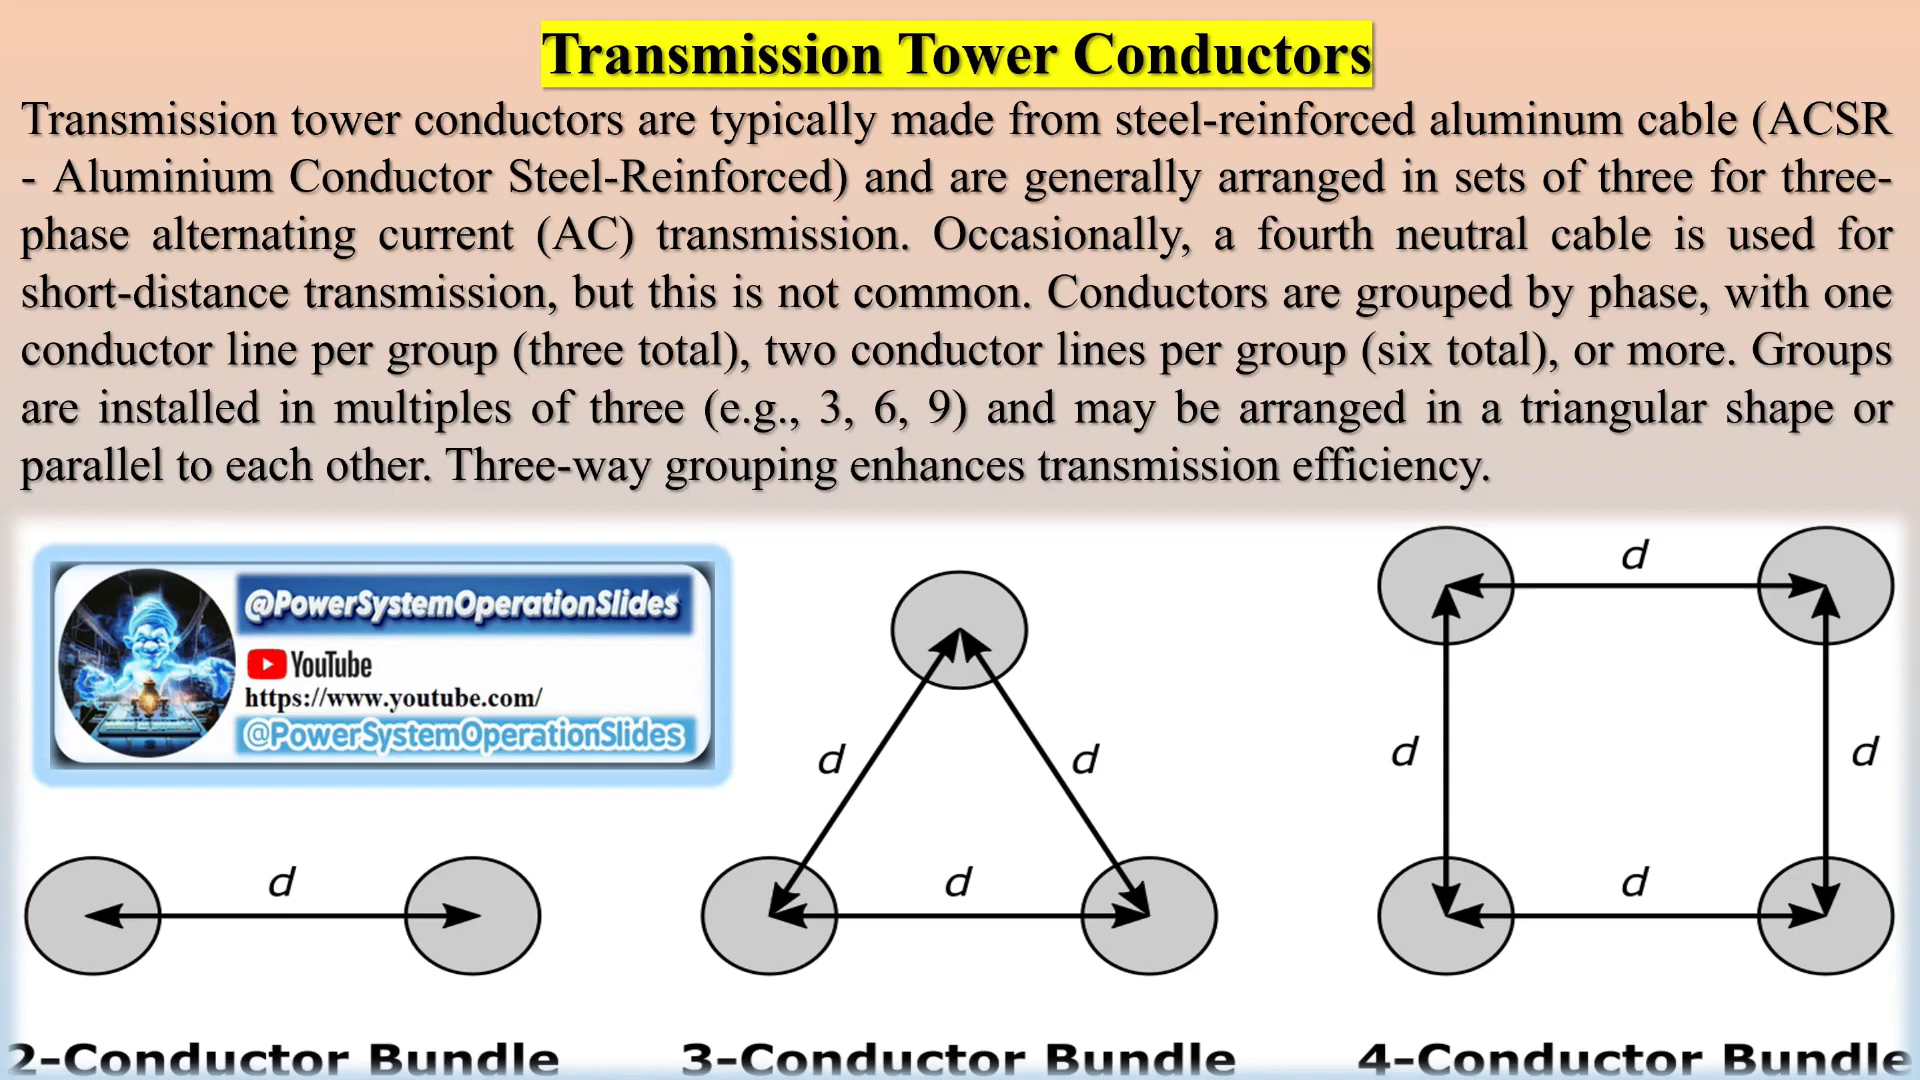 Transmission Tower Conductors
Transmission tower conductors are typically made from steel-reinforced aluminum cable (ACSR
- Aluminium Conductor Steel-Reinforced) and are generally arranged in sets of three for three-
phase alternating current (AC) transmission. Occasionally, a fourth neutral cable is used for
short-distance transmission, but this is not common. Conductors are grouped by phase, with one
conductor line per group (three total), two conductor lines per group (six total), or more. Groups
are installed in multiples of three (e.g., 3, 6, 9) and may be arranged in a triangular shape or
parallel to each other. Three-way grouping enhances transmission efficiency.
@PowerSystemOperationSlides
YouTube
https://www.youtube.com/
@PowerSystemOperationSlides
d
2-Conductor Bundle
d
d
d
3-Conductor Bundle
d
d
d
d
4-Conductor Bundle